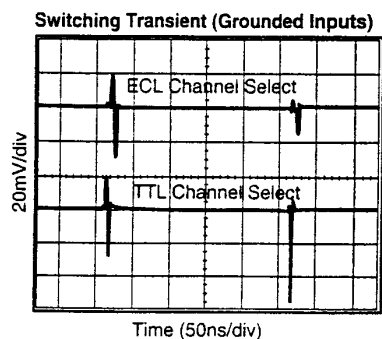 Switching Transient (Grounded Inputs)
ECL Channel Select
TTL Channel Select
20mV/div
Time (50ns/div)